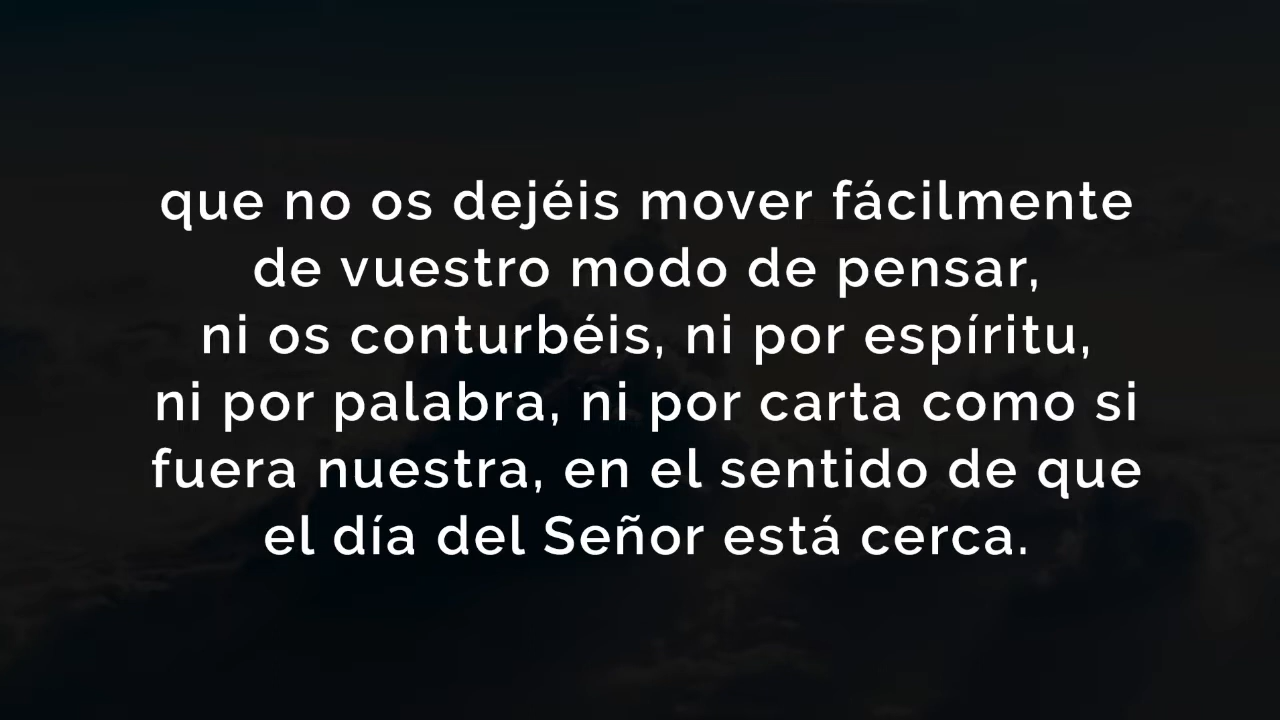 que no os dejéis mover fácilmente
de vuestro modo de pensar,
ni os conturbéis, ni por espíritu,
ni por palabra, ni por carta como si
fuera nuestra, en el sentido de que
el día del Señor está cerca.